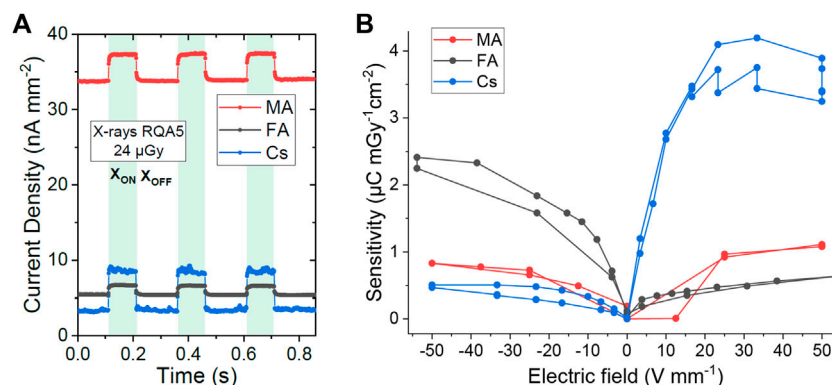 A
Current Density (nA mm⁻²)
40
35
30
25
20
15
10
5
0
MA
FA
Cs
X-rays RQA5
24 µGy
X_ON X_OFF
0.0 0.2 0.4 0.6 0.8
Time (s)
B
Sensitivity (µC mGy⁻¹cm⁻²)
4
3
2
1
0
MA
FA
Cs
-50 -40 -30 -20 -10 0 10 20 30 40 50
Electric field (V mm⁻¹)